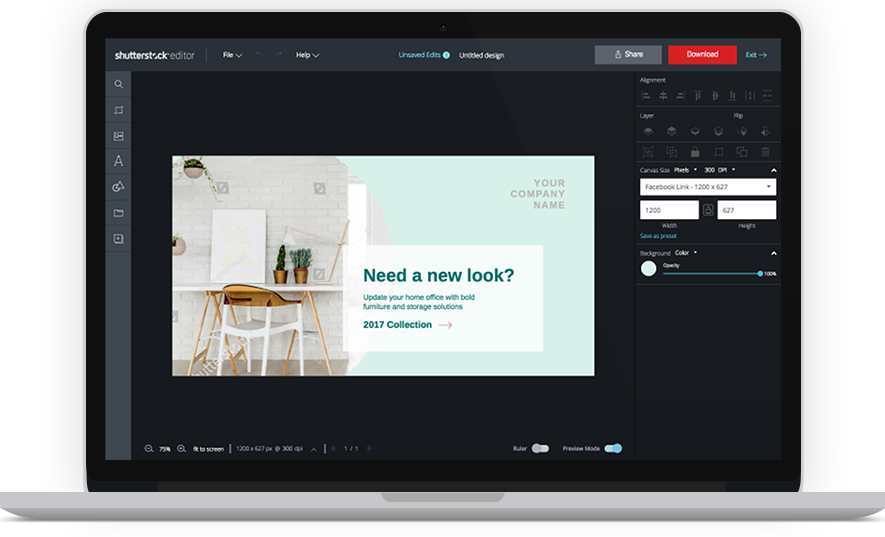 shutterstock editor
File
Help
Unsaved Edits
Untitled design
Share
Download
Exit
Alignment
Layer
Flip
Canvas Size Pixels 300 DPI
Facebook Link - 1200 x 627
1200
627
Width
Height
Save as preset
Background Color
Opacity
100%
YOUR
COMPANY
NAME
Need a new look?
Update your home office with bold
furniture and storage solutions
2017 Collection
shutterstock
75%
fit to screen
1200 x 627 px @ 300 dpi
1 / 1
Ruler
Preview Mode